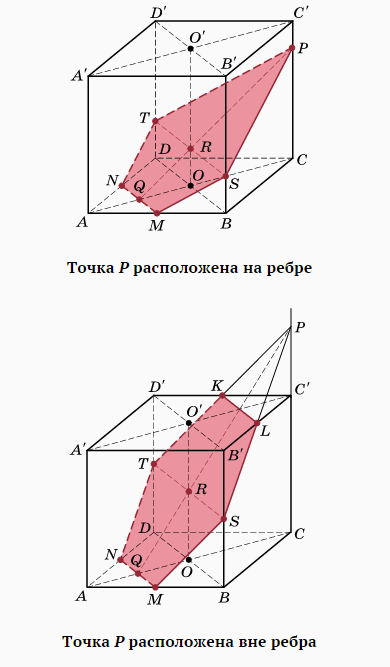 D′ C′
O′ P
A′ B′
T
R
D C
N Q O S
A M B
Точка P расположена на ребре
P
D′ K C′
O′ L
A′ B′
T
R
S
D C
N Q O
A M B
Точка P расположена вне ребра